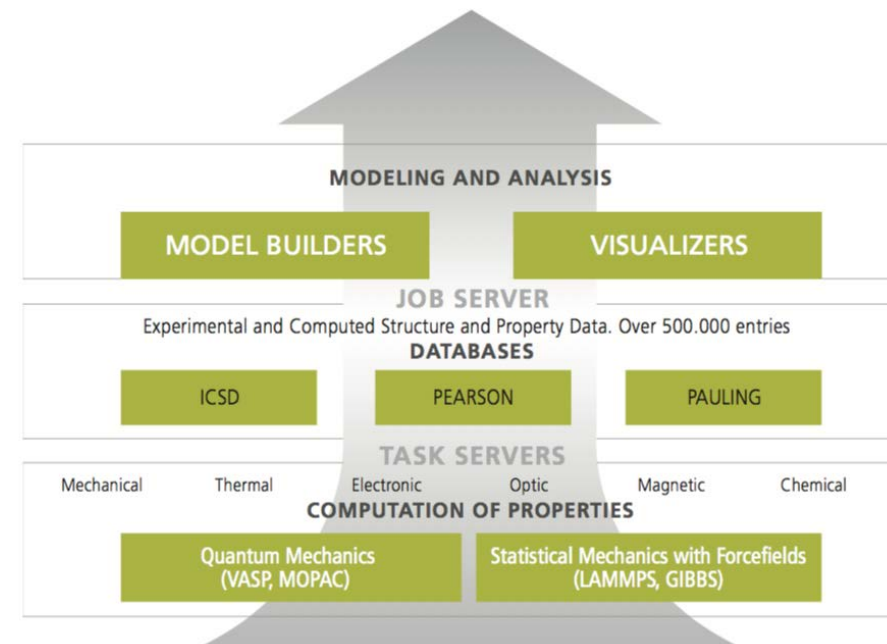 MODELING AND ANALYSIS
MODEL BUILDERS
VISUALIZERS
JOB SERVER
Experimental and Computed Structure and Property Data. Over 500.000 entries
DATABASES
ICSD
PEARSON
PAULING
TASK SERVERS
Mechanical Thermal Electronic Optic Magnetic Chemical
COMPUTATION OF PROPERTIES
Quantum Mechanics
(VASP, MOPAC)
Statistical Mechanics with Forcefields
(LAMMPS, GIBBS)